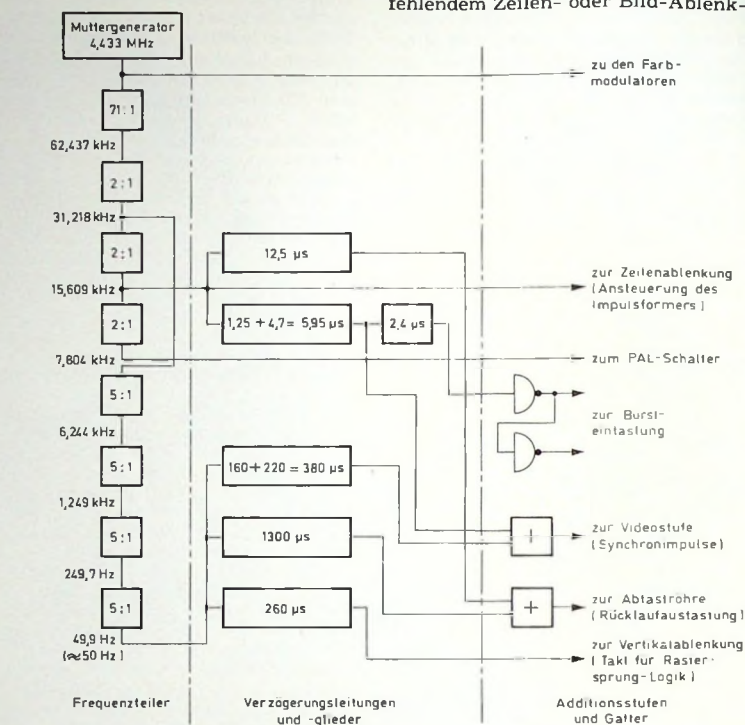 fehlendem Zeilen- oder Bild-Ablenk-
Muttergenerator
4,433 MHz
zu den Farb-
modulatoren
71:1
62,437 kHz
2:1
31,218 kHz
2:1
12,5 µs
15,609 kHz
zur Zeilenablenkung
(Ansteuerung des
Impulsformers)
2:1
1,25 + 4,7 = 5,95 µs
2,4 µs
7,804 kHz
zum PAL-Schalter
5:1
zur Burst-
eintastung
6,244 kHz
5:1
160 + 220 = 380 µs
1,249 kHz
5:1
1300 µs
+
zur Videostufe
(Synchronimpulse)
249,7 Hz
5:1
260 µs
+
zur Abtaströhre
(Rücklaufaustastung)
49,9 Hz
(≈50 Hz)
zur Vertikalablenkung
(Takt für Raster-
sprung-Logik)
Frequenzteiler
Verzögerungsleitungen
und -glieder
Additionsstufen
und Gatter